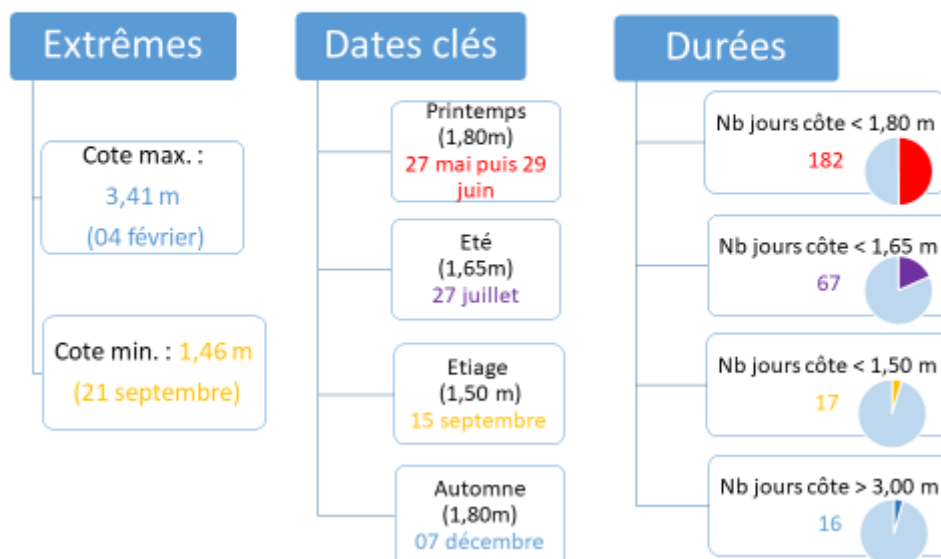 Extrêmes
Cote max. :
3,41 m
(04 février)
Cote min. : 1,46 m
(21 septembre)
Dates clés
Printemps
(1,80m)
27 mai puis 29
juin
Eté
(1,65m)
27 juillet
Etiage
(1,50 m)
15 septembre
Automne
(1,80m)
07 décembre
Durées
Nb jours côte < 1,80 m
182
Nb jours côte < 1,65 m
67
Nb jours côte < 1,50 m
17
Nb jours côte > 3,00 m
16